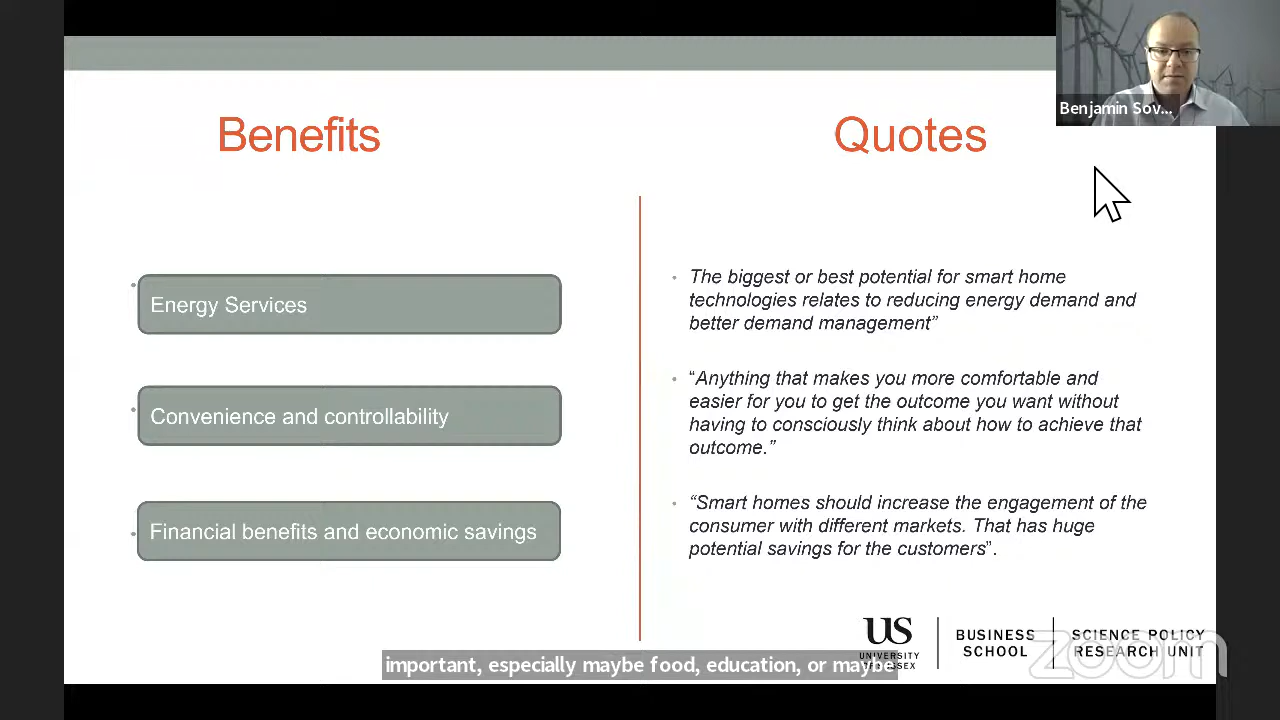 Benjamin Sov...
Benefits
Quotes
Energy Services
Convenience and controllability
Financial benefits and economic savings
The biggest or best potential for smart home
technologies relates to reducing energy demand and
better demand management”
“Anything that makes you more comfortable and
easier for you to get the outcome you want without
having to consciously think about how to achieve that
outcome.”
“Smart homes should increase the engagement of the
consumer with different markets. That has huge
potential savings for the customers”.
US
UNIVERSITY
BUSINESS
SCHOOL
SCIENCE POLICY
RESEARCH UNIT
zoom
important, especially maybe food, education, or maybe